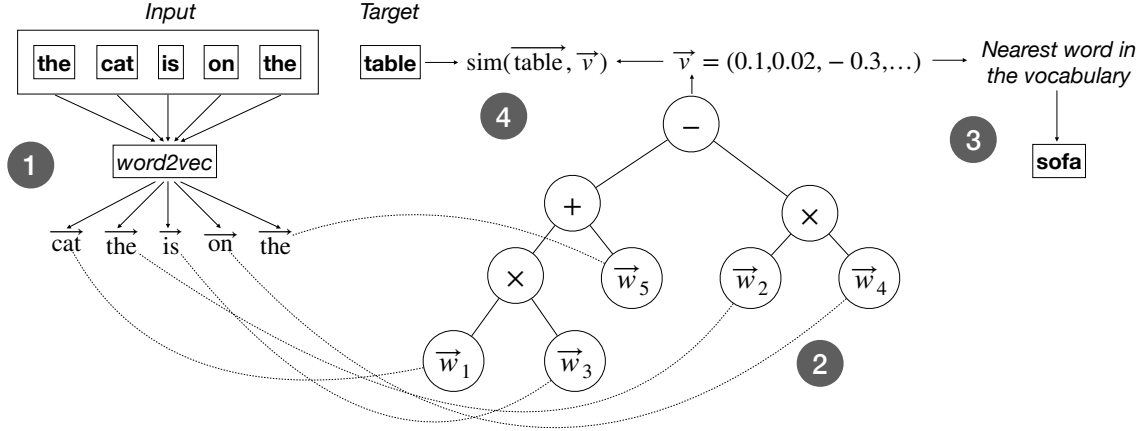 Input
the cat is on the
1
word2vec
cat the is on the
Target
table
sim(table, v)
v = (0.1,0.02, − 0.3,…)
Nearest word in
the vocabulary
4
3
sofa
−
+
×
×
w5
w2
w4
w1
w3
2